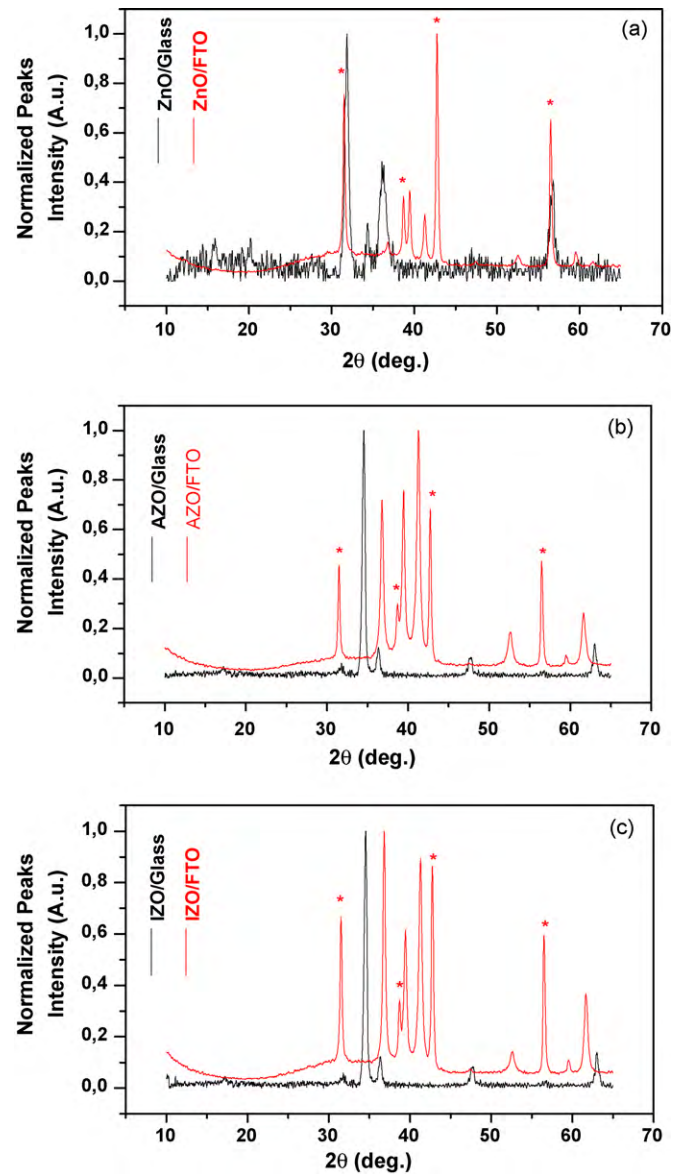 (a)
ZnO/Glass
ZnO/FTO
Normalized Peaks
Intensity (A.u.)
1,0
0,8
0,6
0,4
0,2
0,0
*
*
*
*
10 20 30 40 50 60 70
2θ (deg.)
(b)
AZO/Glass
AZO/FTO
Normalized Peaks
Intensity (A.u.)
1,0
0,8
0,6
0,4
0,2
0,0
*
*
*
*
10 20 30 40 50 60 70
2θ (deg.)
(c)
IZO/Glass
IZO/FTO
Normalized Peaks
Intensity (A.u.)
1,0
0,8
0,6
0,4
0,2
0,0
*
*
*
*
10 20 30 40 50 60 70
2θ (deg.)